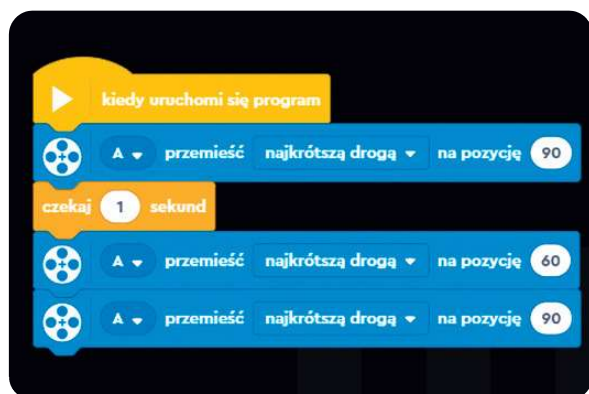 kiedy uruchomi się program
A przemieść najkrótszą drogą na pozycję 90
czekaj 1 sekund
A przemieść najkrótszą drogą na pozycję 60
A przemieść najkrótszą drogą na pozycję 90